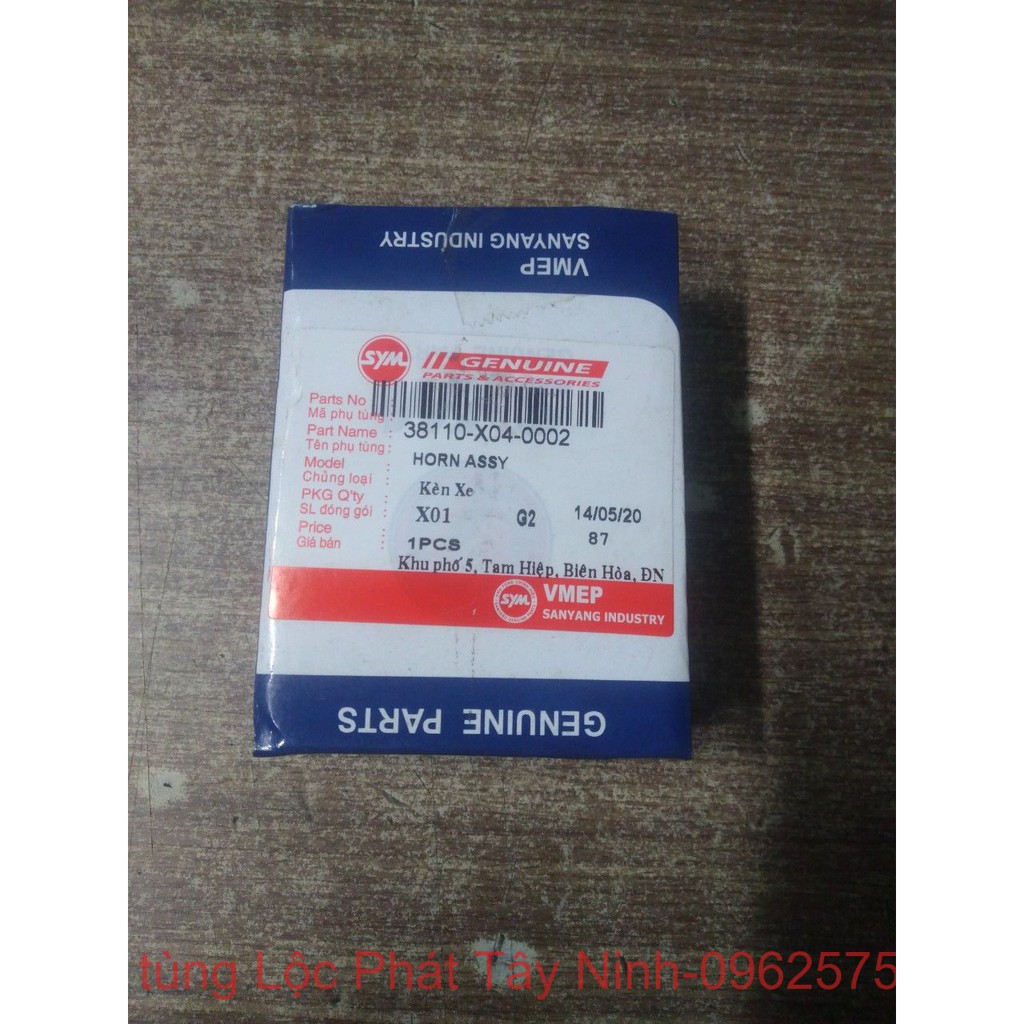 VMEP
SANYANG INDUSTRY
SYM
GENUINE
PARTS & ACCESSORIES
Parts No
Mã phụ tùng :
38110-X04-0002
Part Name
Tên phụ tùng :
HORN ASSY
Model
Chủng loại
Kèn Xe
PKG Q'ty
SL đóng gói
X01 G2 14/05/20
Price
Giá bán
1PCS 87
Khu phố 5, Tam Hiệp, Biên Hòa, ĐN
SYM
VMEP
SANYANG INDUSTRY
GENUINE PARTS
tùng Lộc Phát Tây Ninh-0962575